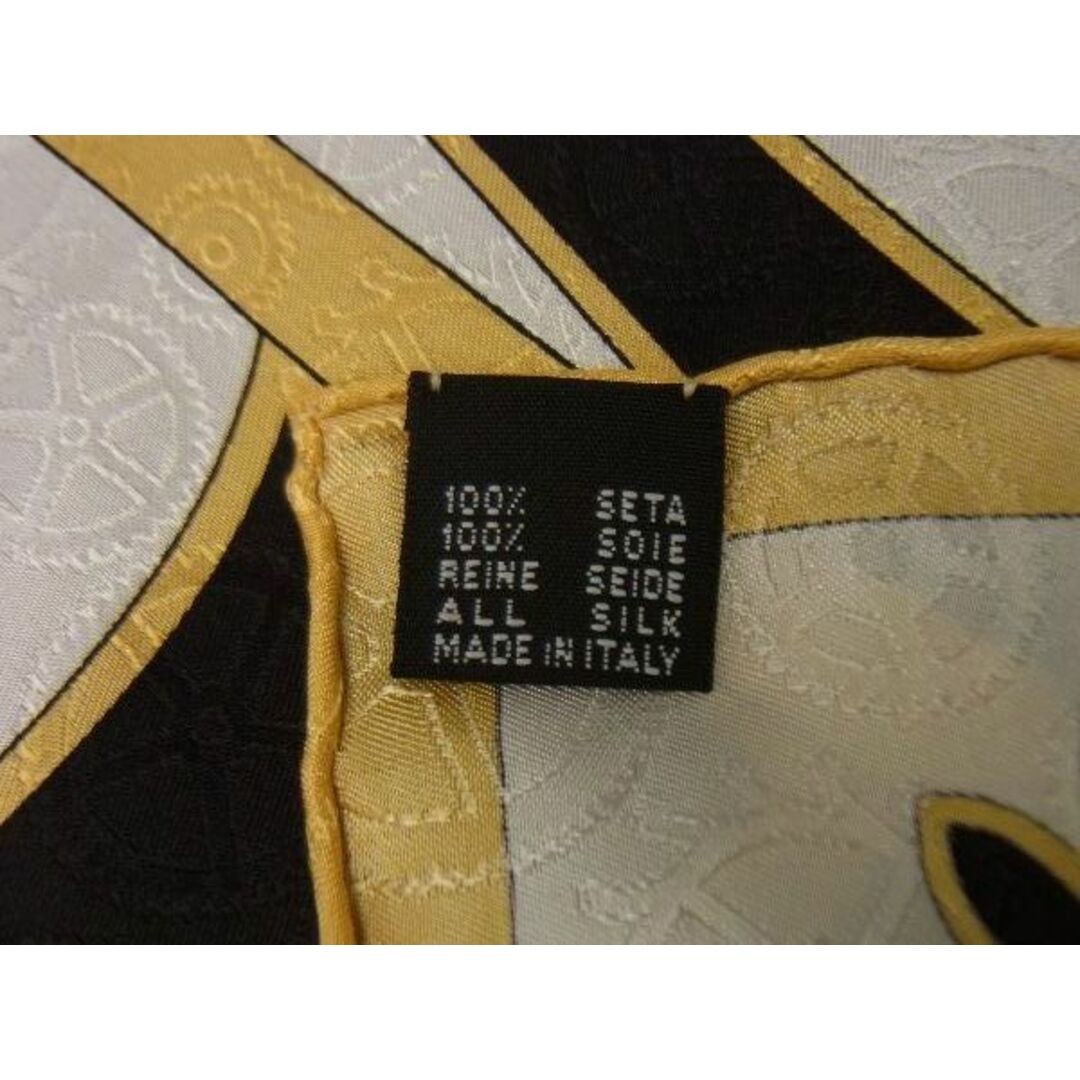 100% SETA
100% SOIE
REINE SEIDE
ALL SILK
MADE iN ITALY